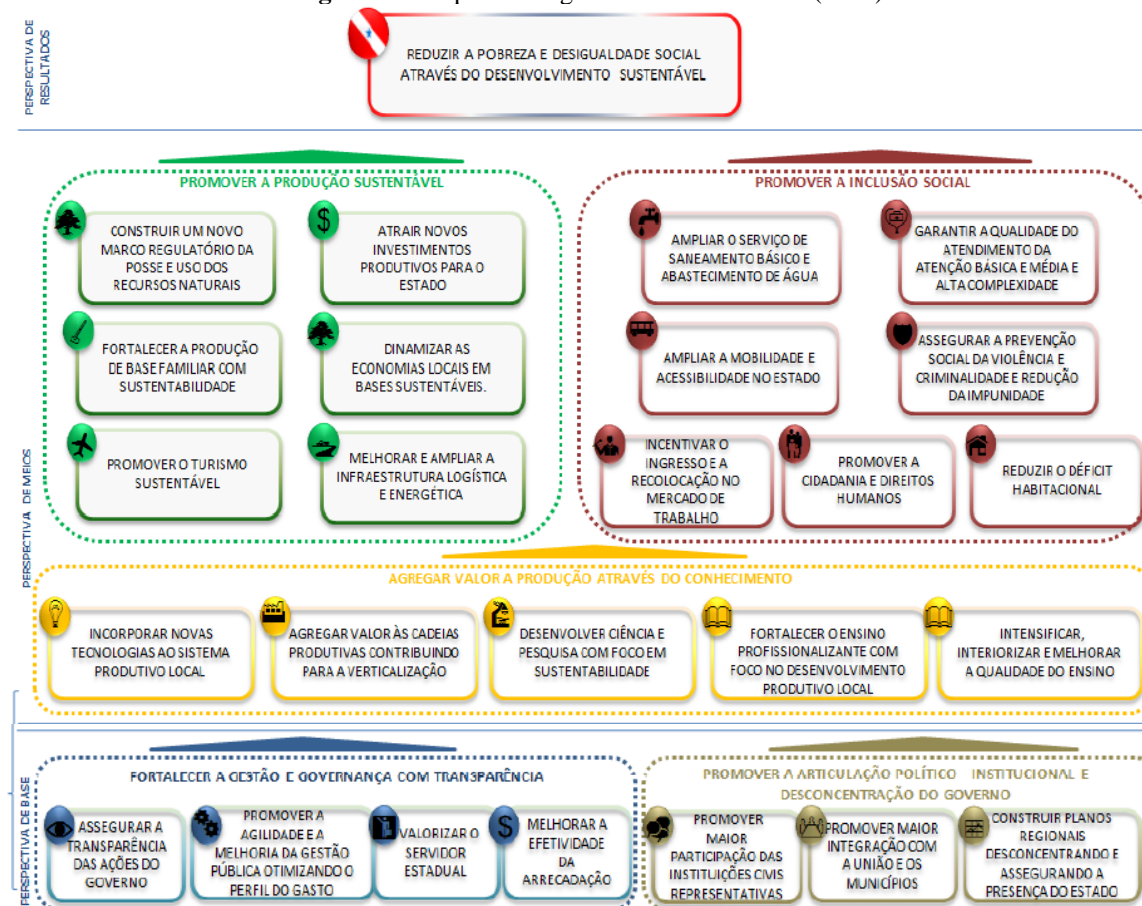 PERSPECTIVA DE
RESULTADOS
REDUZIR A POBREZA E DESIGUALDADE SOCIAL
ATRAVÉS DO DESENVOLVIMENTO SUSTENTÁVEL
PERSPECTIVA DE MEIOS
PROMOVER A PRODUÇÃO SUSTENTÁVEL
CONSTRUIR UM NOVO
MARCO REGULATÓRIO DA
POSSE E USO DOS
RECURSOS NATURAIS
$
ATRAIR NOVOS
INVESTIMENTOS
PRODUTIVOS PARA O
ESTADO
FORTALECER A PRODUÇÃO
DE BASE FAMILIAR COM
SUSTENTABILIDADE
DINAMIZAR AS
ECONOMIAS LOCAIS EM
BASES SUSTENTÁVEIS.
PROMOVER O TURISMO
SUSTENTÁVEL
MELHORAR E AMPLIAR A
INFRAESTRUTURA LOGÍSTICA
E ENERGÉTICA
PROMOVER A INCLUSÃO SOCIAL
AMPLIAR O SERVIÇO DE
SANEAMENTO BÁSICO E
ABASTECIMENTO DE ÁGUA
GARANTIR A QUALIDADE DO
ATENDIMENTO DA
ATENÇÃO BÁSICA E MÉDIA E
ALTA COMPLEXIDADE
AMPLIAR A MOBILIDADE E
ACESSIBILIDADE NO ESTADO
ASSEGURAR A PREVENÇÃO
SOCIAL DA VIOLÊNCIA E
CRIMINALIDADE E REDUÇÃO
DA IMPUNIDADE
INCENTIVAR O
INGRESSO E A
RECOLOCAÇÃO NO
MERCADO DE
TRABALHO
PROMOVER A
CIDADANIA E DIREITOS
HUMANOS
REDUZIR O DÉFICIT
HABITACIONAL
AGREGAR VALOR A PRODUÇÃO ATRAVÉS DO CONHECIMENTO
INCORPORAR NOVAS
TECNOLOGIAS AO SISTEMA
PRODUTIVO LOCAL
AGREGAR VALOR ÀS CADEIAS
PRODUTIVAS CONTRIBUINDO
PARA A VERTICALIZAÇÃO
DESENVOLVER CIÊNCIA E
PESQUISA COM FOCO EM
SUSTENTABILIDADE
FORTALECER O ENSINO
PROFISSIONALIZANTE COM
FOCO NO DESENVOLVIMENTO
PRODUTIVO LOCAL
INTENSIFICAR,
INTERIORIZAR E MELHORAR
A QUALIDADE DO ENSINO
PERSPECTIVA DE BASE
FORTALECER A GESTÃO E GOVERNANÇA COM TRANSPARÊNCIA
ASSEGURAR A
TRANSPARÊNCIA
DAS AÇÕES DO
GOVERNO
PROMOVER A
AGILIDADE E A
MELHORIA DA GESTÃO
PÚBLICA OTIMIZANDO O
PERFIL DO GASTO
VALORIZAR O
SERVIDOR
ESTADUAL
$
MELHORAR A
EFETIVIDADE
DA
ARRECADAÇÃO
PROMOVER A ARTICULAÇÃO POLÍTICO INSTITUCIONAL E
DESCONCENTRAÇÃO DO GOVERNO
PROMOVER
MAIOR
PARTICIPAÇÃO DAS
INSTITUIÇÕES CIVIS
REPRESENTATIVAS
PROMOVER MAIOR
INTEGRAÇÃO COM
A UNIÃO E OS
MUNICÍPIOS
CONSTRUIR PLANOS
REGIONAIS
DESCONCENTRANDO E
ASSEGURANDO A
PRESENÇA DO ESTADO